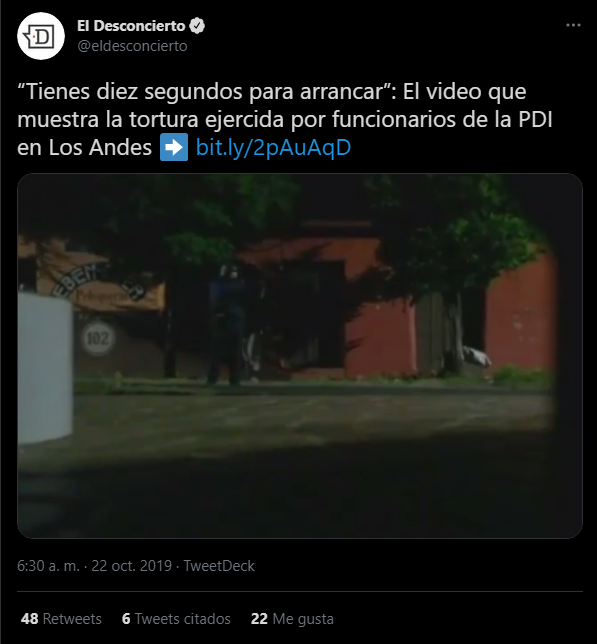 El Desconcierto
@eldesconcierto
“Tienes diez segundos para arrancar”: El video que
muestra la tortura ejercida por funcionarios de la PDI
en Los Andes ➡ bit.ly/2pAuAqD
102
6:30 a. m. · 22 oct. 2019 · TweetDeck
48 Retweets 6 Tweets citados 22 Me gusta